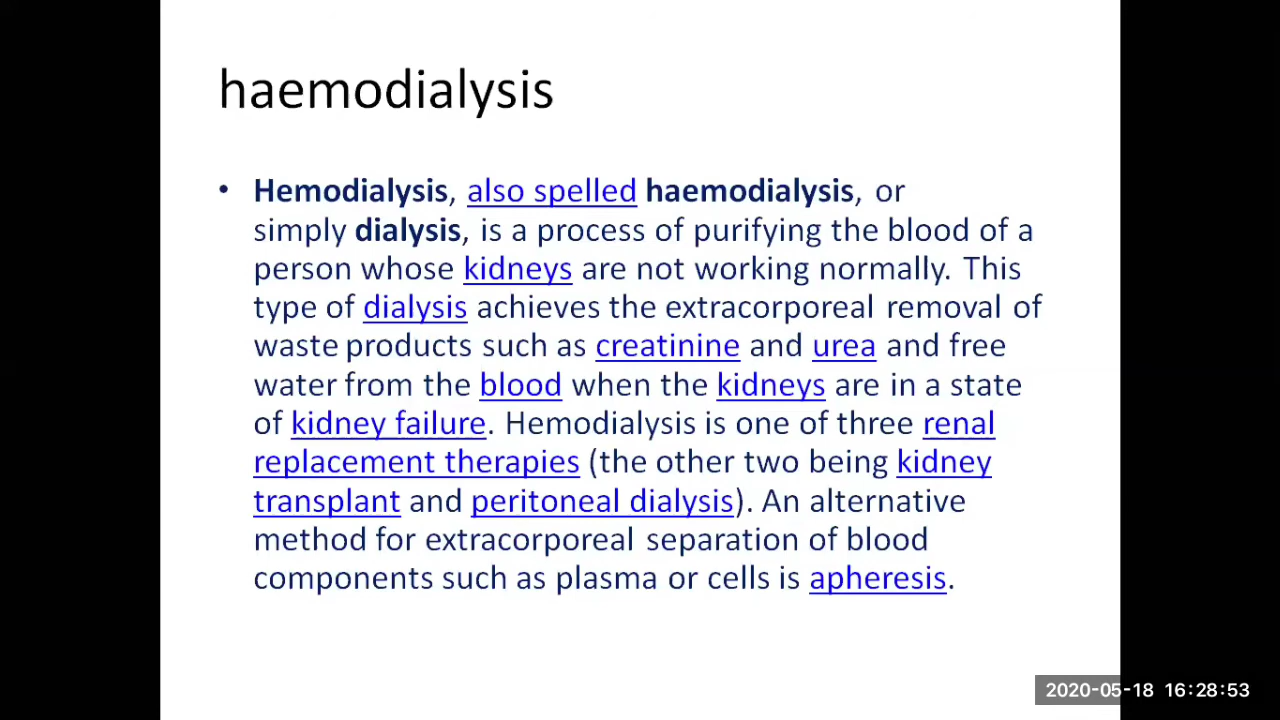 haemodialysis
• Hemodialysis, also spelled haemodialysis, or
simply dialysis, is a process of purifying the blood of a
person whose kidneys are not working normally. This
type of dialysis achieves the extracorporeal removal of
waste products such as creatinine and urea and free
water from the blood when the kidneys are in a state
of kidney failure. Hemodialysis is one of three renal
replacement therapies (the other two being kidney
transplant and peritoneal dialysis). An alternative
method for extracorporeal separation of blood
components such as plasma or cells is apheresis.
2020-05-18 16:28:53